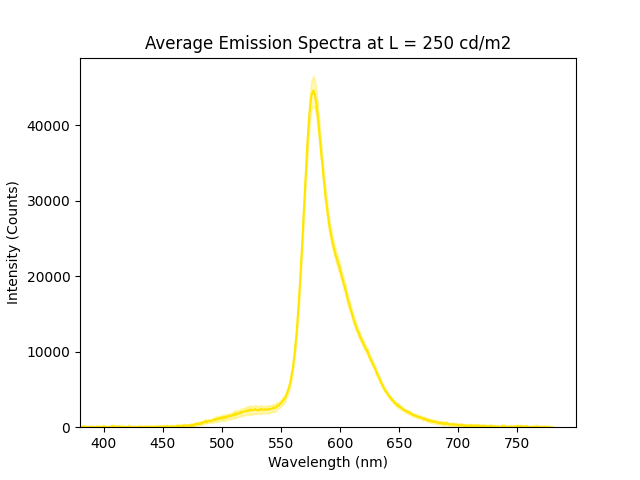 Average Emission Spectra at L = 250 cd/m2
Intensity (Counts)
40000
30000
20000
10000
0
400 450 500 550 600 650 700 750
Wavelength (nm)